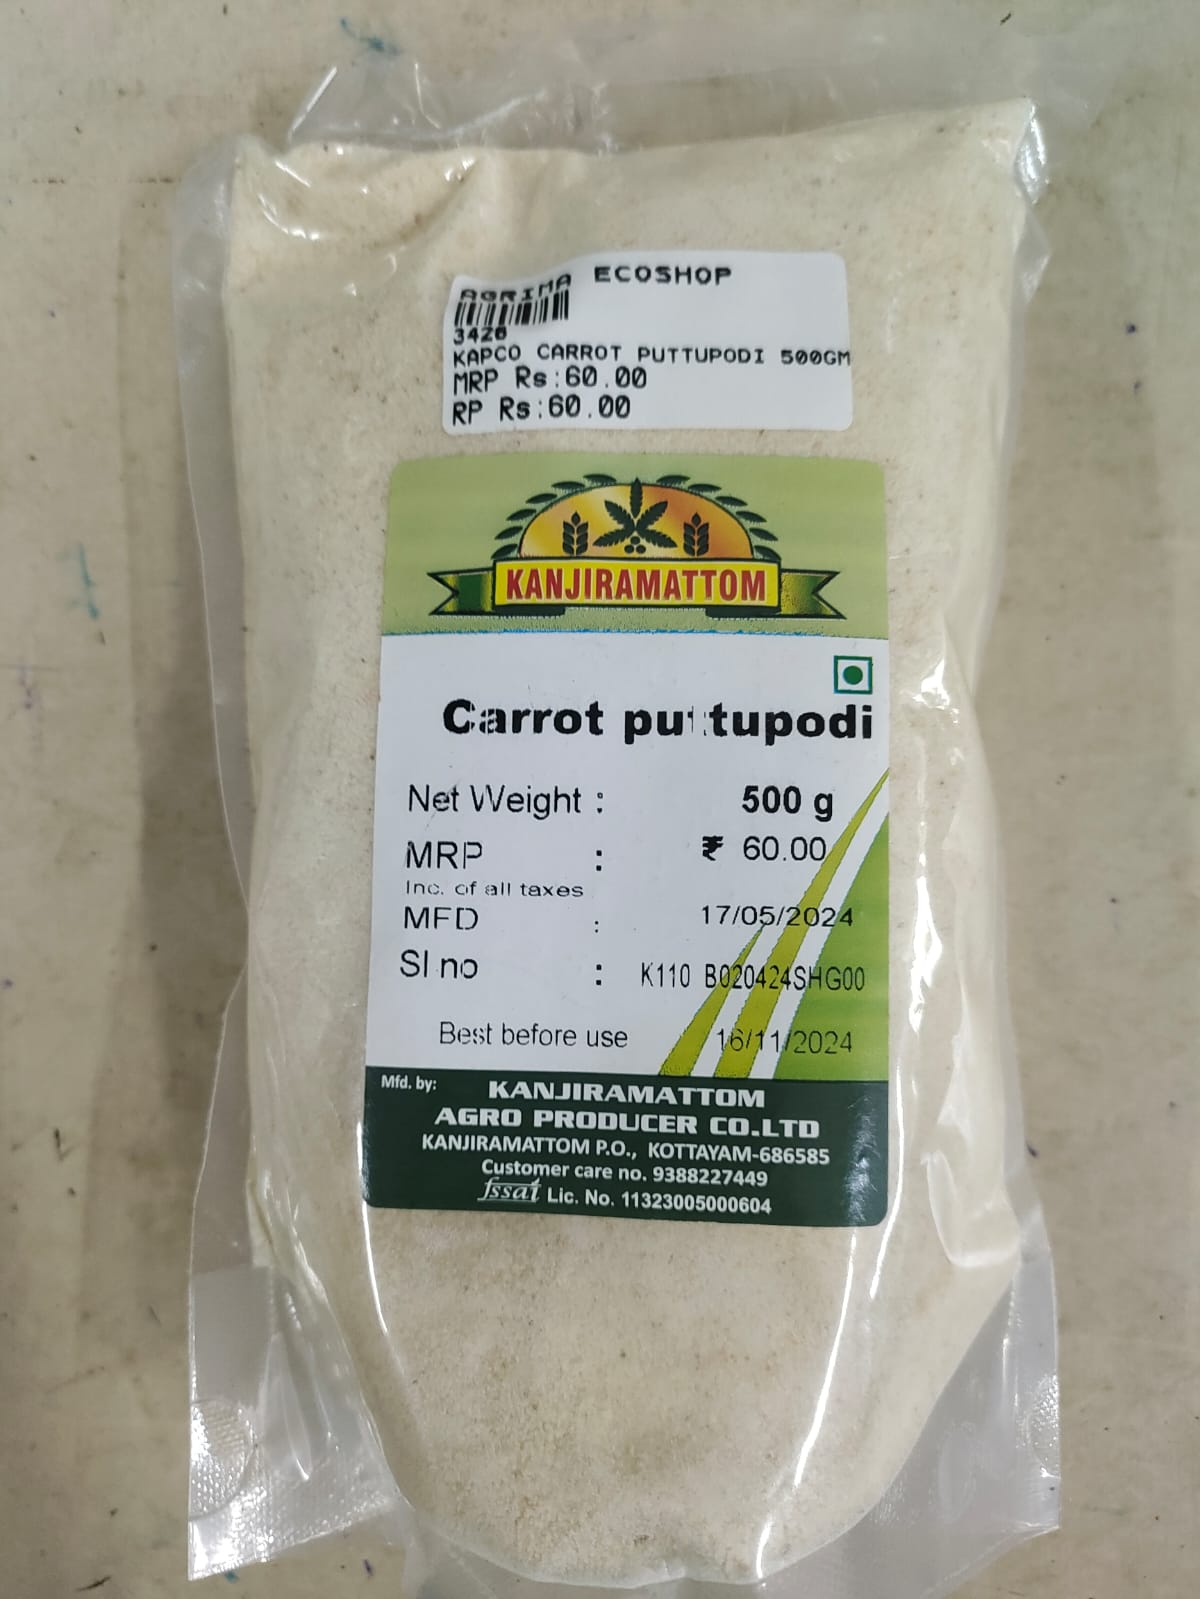 AGRIMA ECOSHOP
3426
KAPCO CARROT PUTTUPODI 500GM
MRP Rs:60.00
RP Rs:60.00
KANJIRAMATTOM
Carrot puttupodi
Net Weight : 500 g
MRP : ₹ 60.00
Inc. of all taxes
MFD : 17/05/2024
Sl no : K110 B020424SHG00
Best before use 16/11/2024
Mfd. by: KANJIRAMATTOM
AGRO PRODUCER CO.LTD
KANJIRAMATTOM P.O., KOTTAYAM-686585
Customer care no. 9388227449
fssai Lic. No. 11323005000604